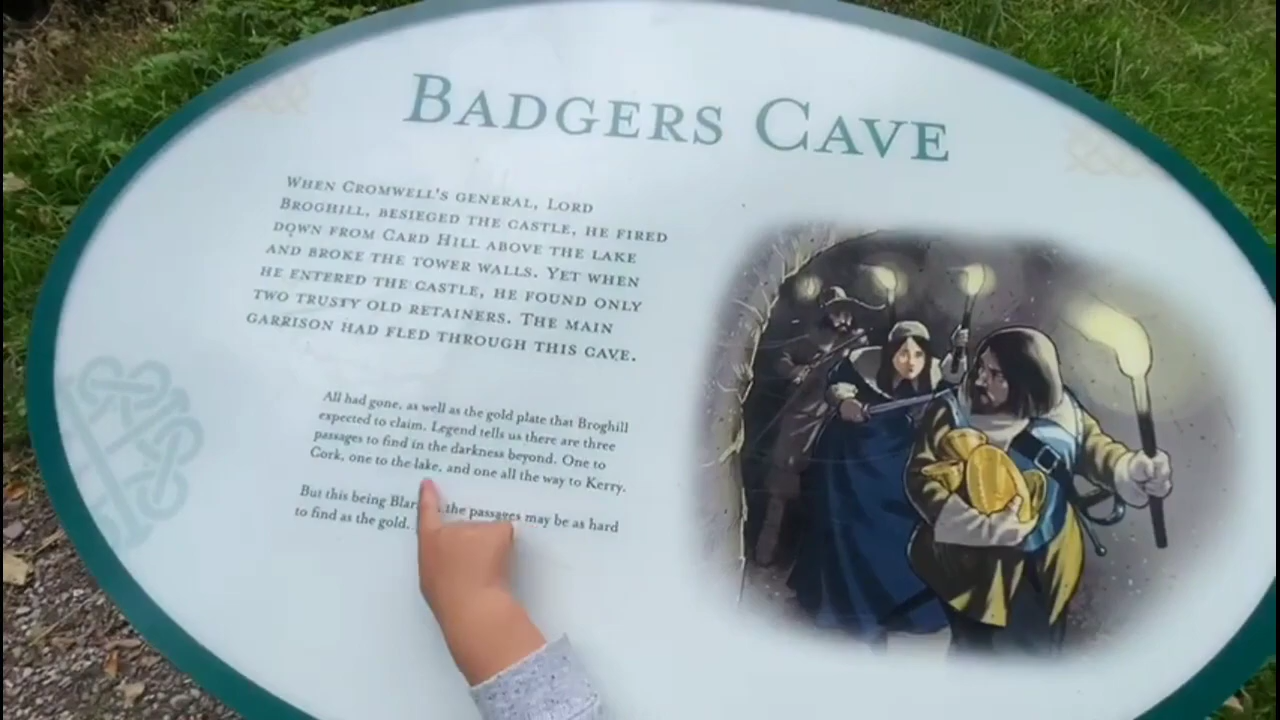 BADGERS CAVE
WHEN CROMWELL'S GENERAL, LORD
BROGHILL, BESIEGED THE CASTLE, HE FIRED
DOWN FROM CARD HILL ABOVE THE LAKE
AND BROKE THE TOWER WALLS. YET WHEN
HE ENTERED THE CASTLE, HE FOUND ONLY
TWO TRUSTY OLD RETAINERS. THE MAIN
GARRISON HAD FLED THROUGH THIS CAVE.
All had gone, as well as the gold plate that Broghill
expected to claim. Legend tells us there are three
passages to find in the darkness beyond. One to
Cork, one to the lake, and one all the way to Kerry.
But this being the passages may be as hard
to find as the gold.